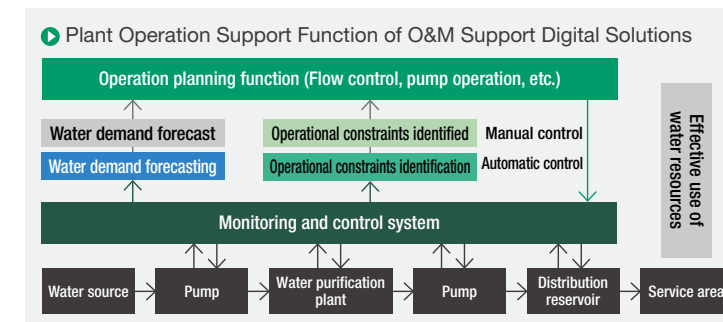 Plant Operation Support Function of O&M Support Digital Solutions
Operation planning function (Flow control, pump operation, etc.)
Water demand forecast
Operational constraints identified
Manual control
Water demand forecasting
Operational constraints identification
Automatic control
Effective use of
water resources
Monitoring and control system
Water source
Pump
Water purification
plant
Pump
Distribution
reservoir
Service area